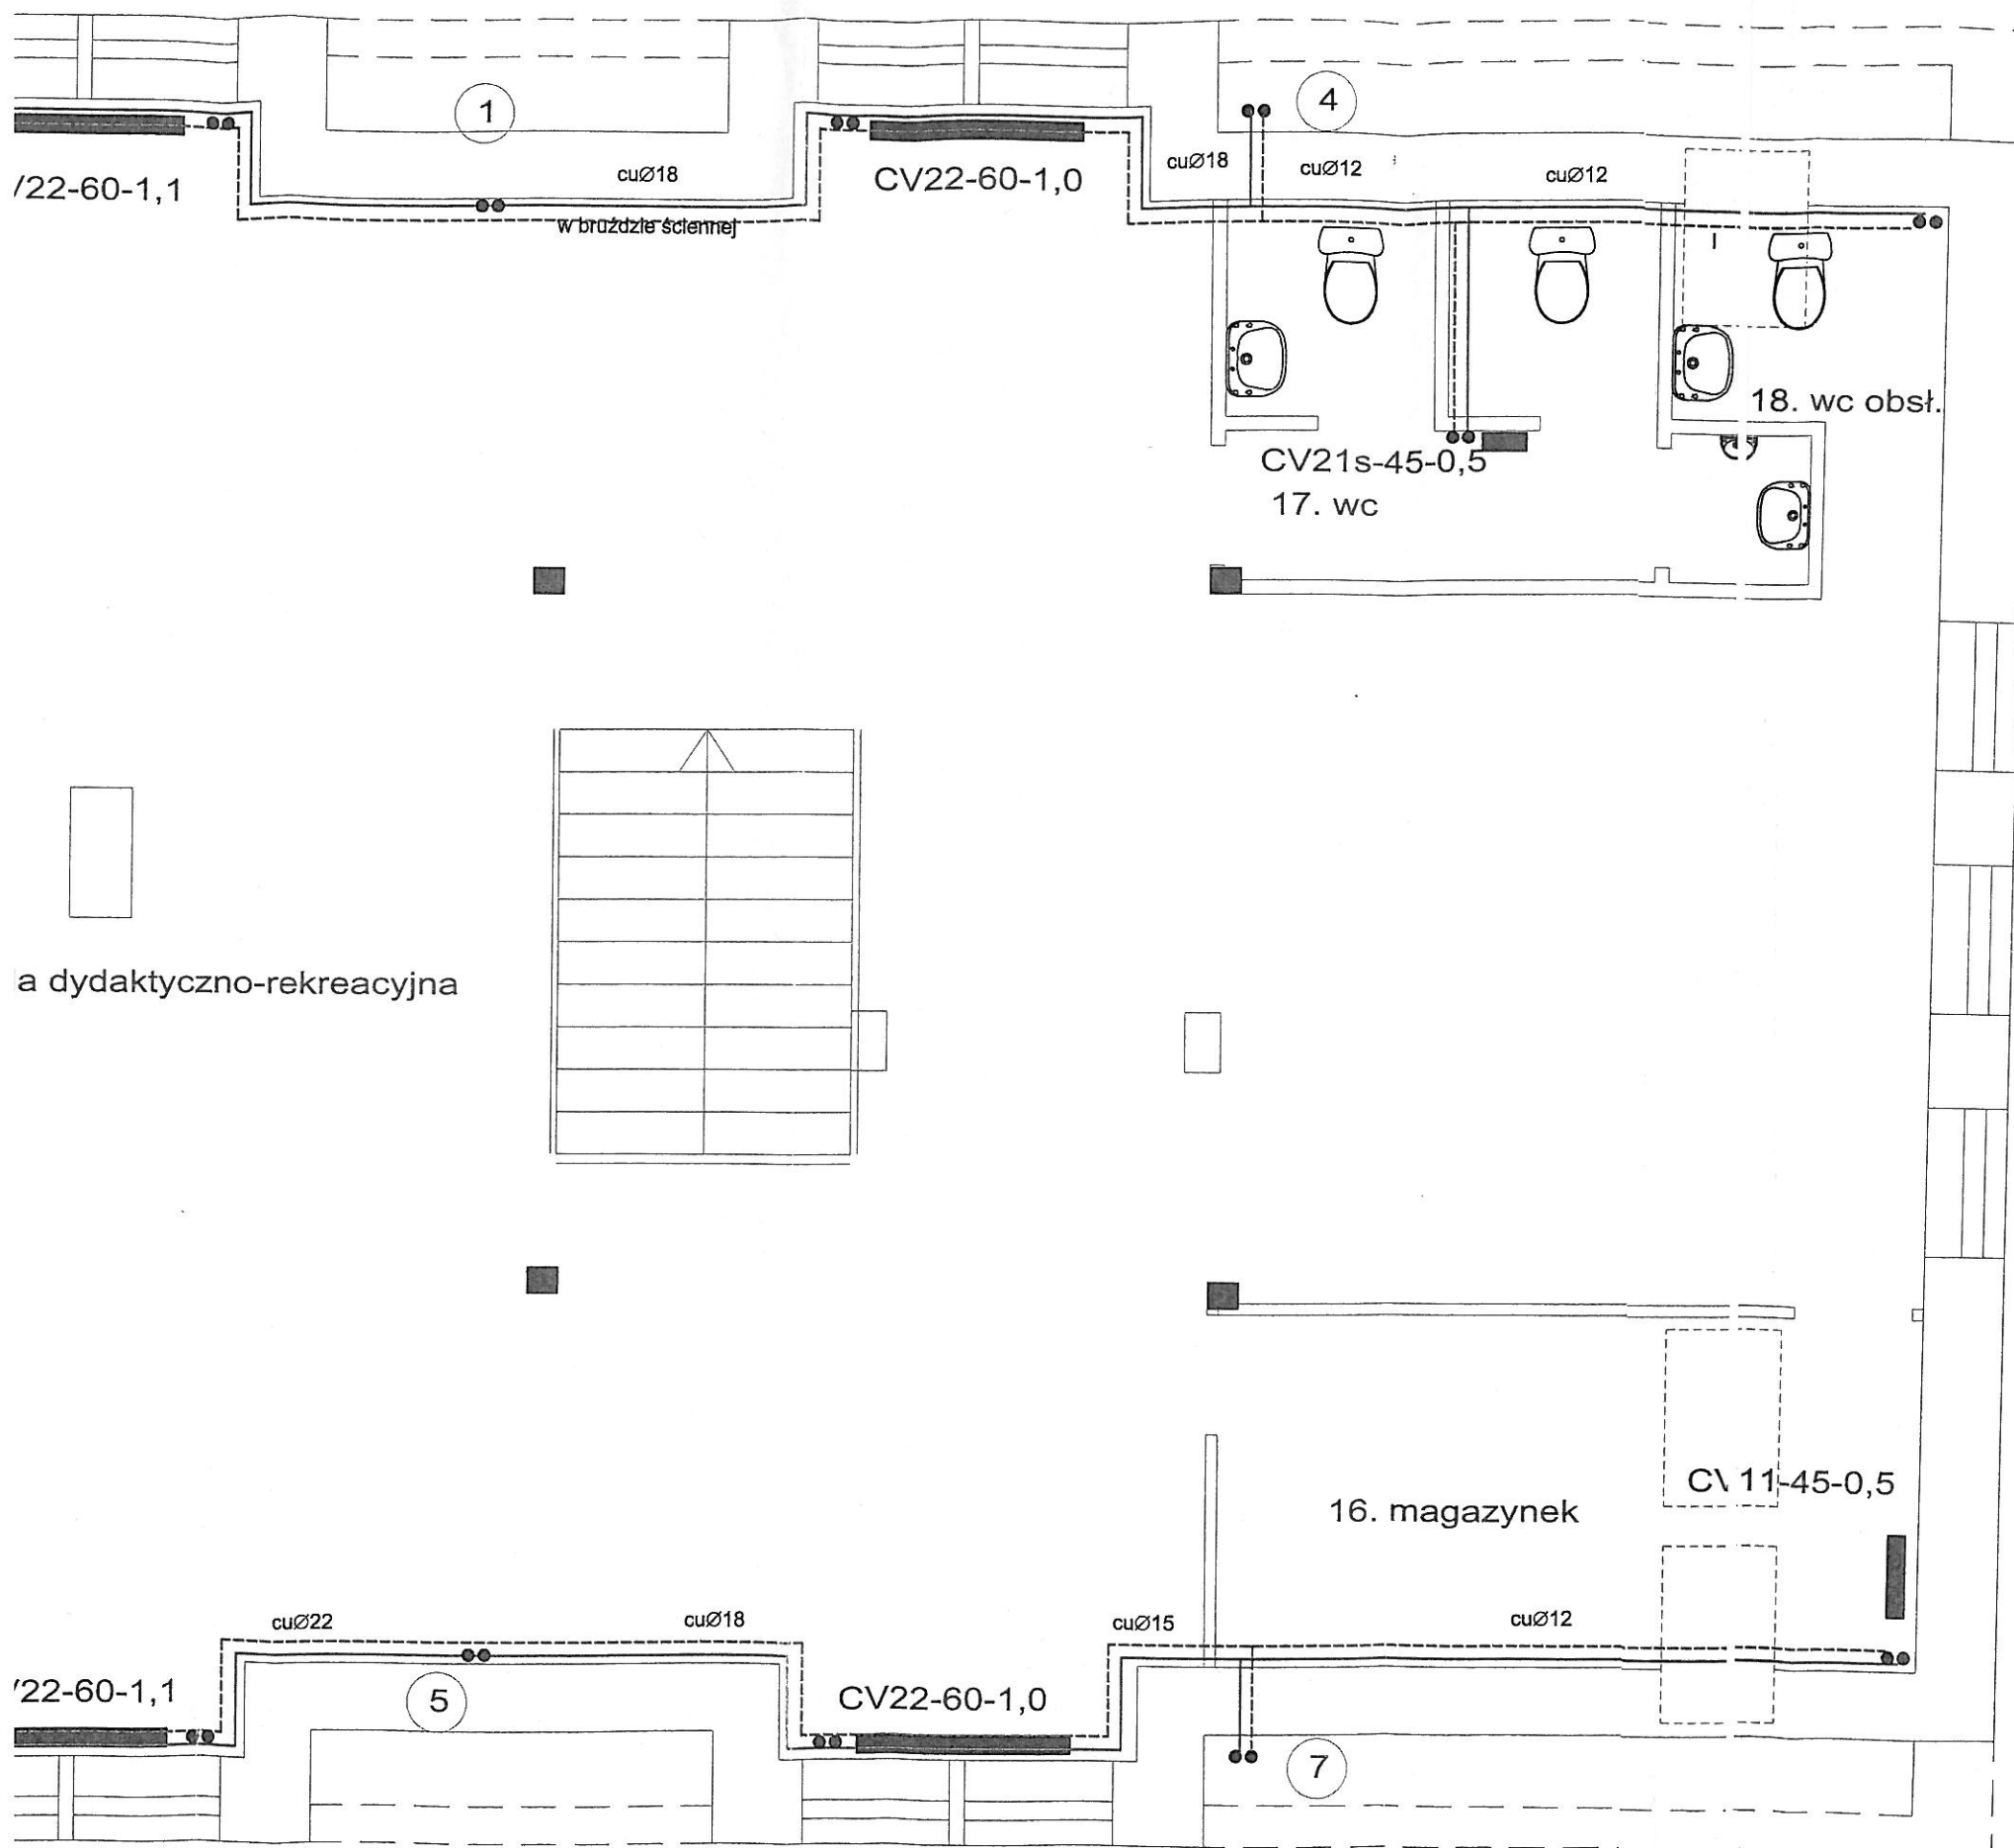 1
4
cuØ18
cuØ18
cuØ12
cuØ12
/22-60-1,1
CV22-60-1,0
w bruździe ściennej
18. wc obsł.
CV21s-45-0,5
17. wc
a dydaktyczno-rekreacyjna
CV 11-45-0,5
16. magazynek
cuØ22
cuØ18
cuØ15
cuØ12
22-60-1,1
5
CV22-60-1,0
7